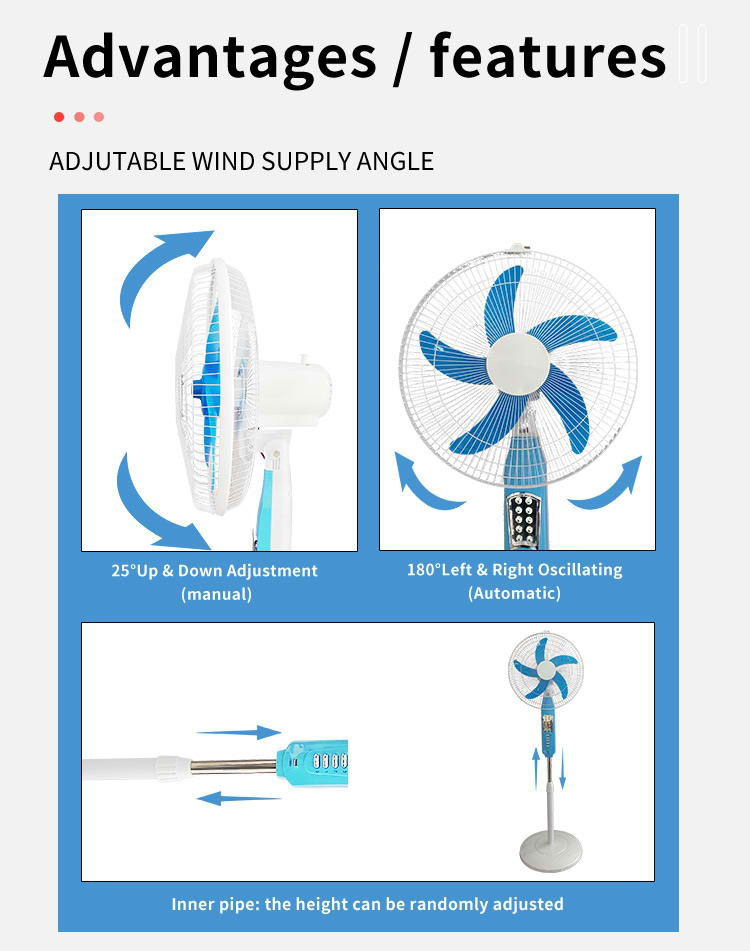 Advantages / features
ADJUTABLE WIND SUPPLY ANGLE
25°Up & Down Adjustment
(manual)
180°Left & Right Oscillating
(Automatic)
Inner pipe: the height can be randomly adjusted